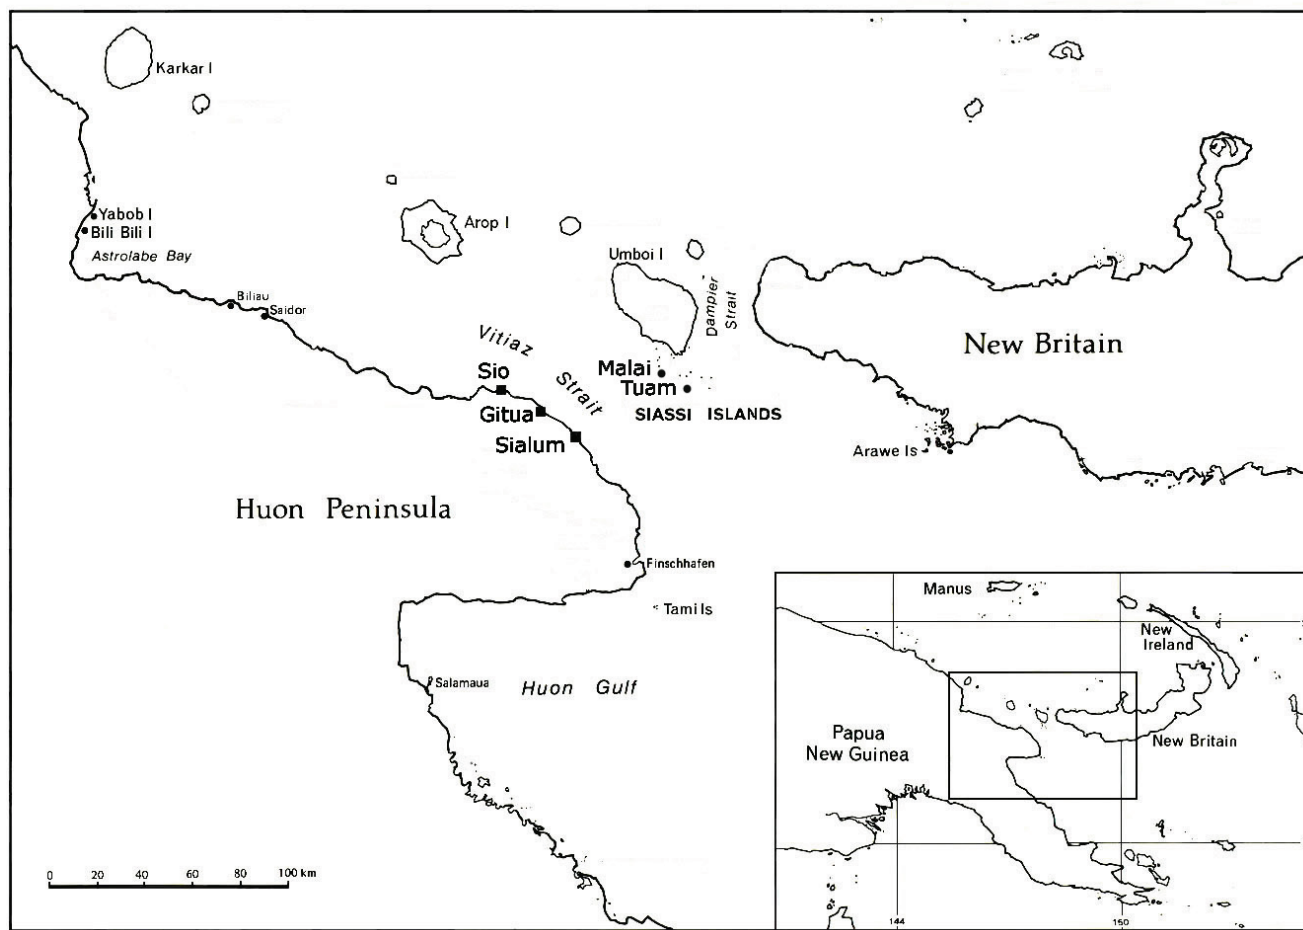 Karkar I
Yabob I
Bili Bili I
Astrolabe Bay
Arop I
Umboi I
Dampier
Strait
Biliau
Saidor
Vitiaz
Strait
New Britain
Sio
Malai
Tuam
Gitua
SIASSI ISLANDS
Sialum
Arawe Is
Huon Peninsula
Finschhafen
Tami Is
Salamaua
Huon Gulf
0 20 40 60 80 100 km
Manus
New
Ireland
Papua
New Guinea
New Britain
144
150